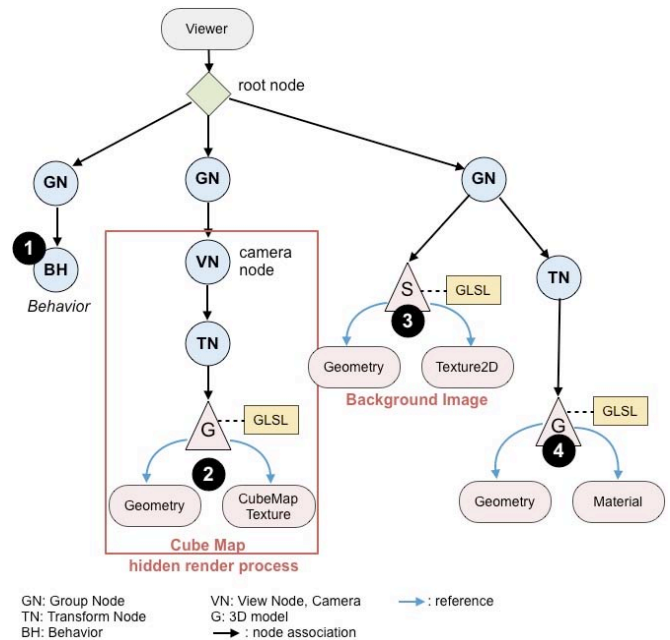 Viewer
root node
GN
GN
GN
1
BH
Behavior
VN
camera
node
TN
S
GLSL
3
Geometry
Texture2D
Background Image
TN
G
GLSL
2
Geometry
CubeMap
Texture
Cube Map
hidden render process
G
GLSL
4
Geometry
Material
GN: Group Node
TN: Transform Node
BH: Behavior
VN: View Node, Camera
G: 3D model
: node association
: reference